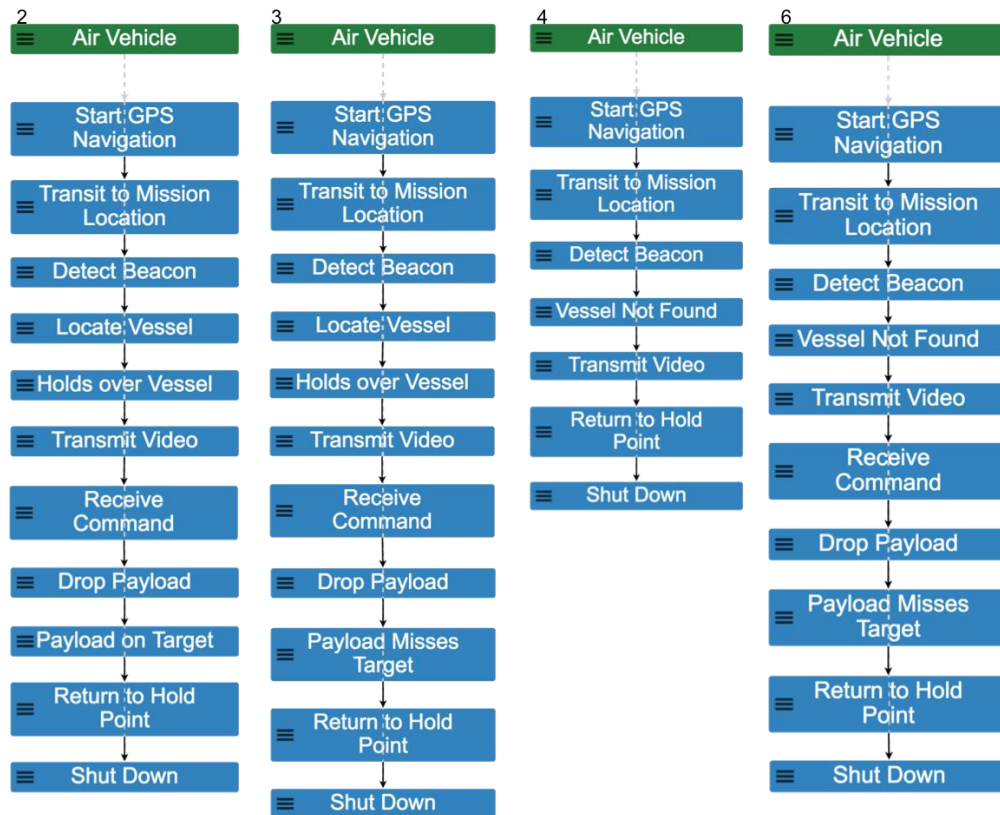 2
Air Vehicle
Start GPS
Navigation
Transit to Mission
Location
Detect Beacon
Locate Vessel
Holds over Vessel
Transmit Video
Receive
Command
Drop Payload
Payload on Target
Return to Hold
Point
Shut Down
3
Air Vehicle
Start GPS
Navigation
Transit to Mission
Location
Detect Beacon
Locate Vessel
Holds over Vessel
Transmit Video
Receive
Command
Drop Payload
Payload Misses
Target
Return to Hold
Point
Shut Down
4
Air Vehicle
Start GPS
Navigation
Transit to Mission
Location
Detect Beacon
Vessel Not Found
Transmit Video
Return to Hold
Point
Shut Down
6
Air Vehicle
Start GPS
Navigation
Transit to Mission
Location
Detect Beacon
Vessel Not Found
Transmit Video
Receive
Command
Drop Payload
Payload Misses
Target
Return to Hold
Point
Shut Down